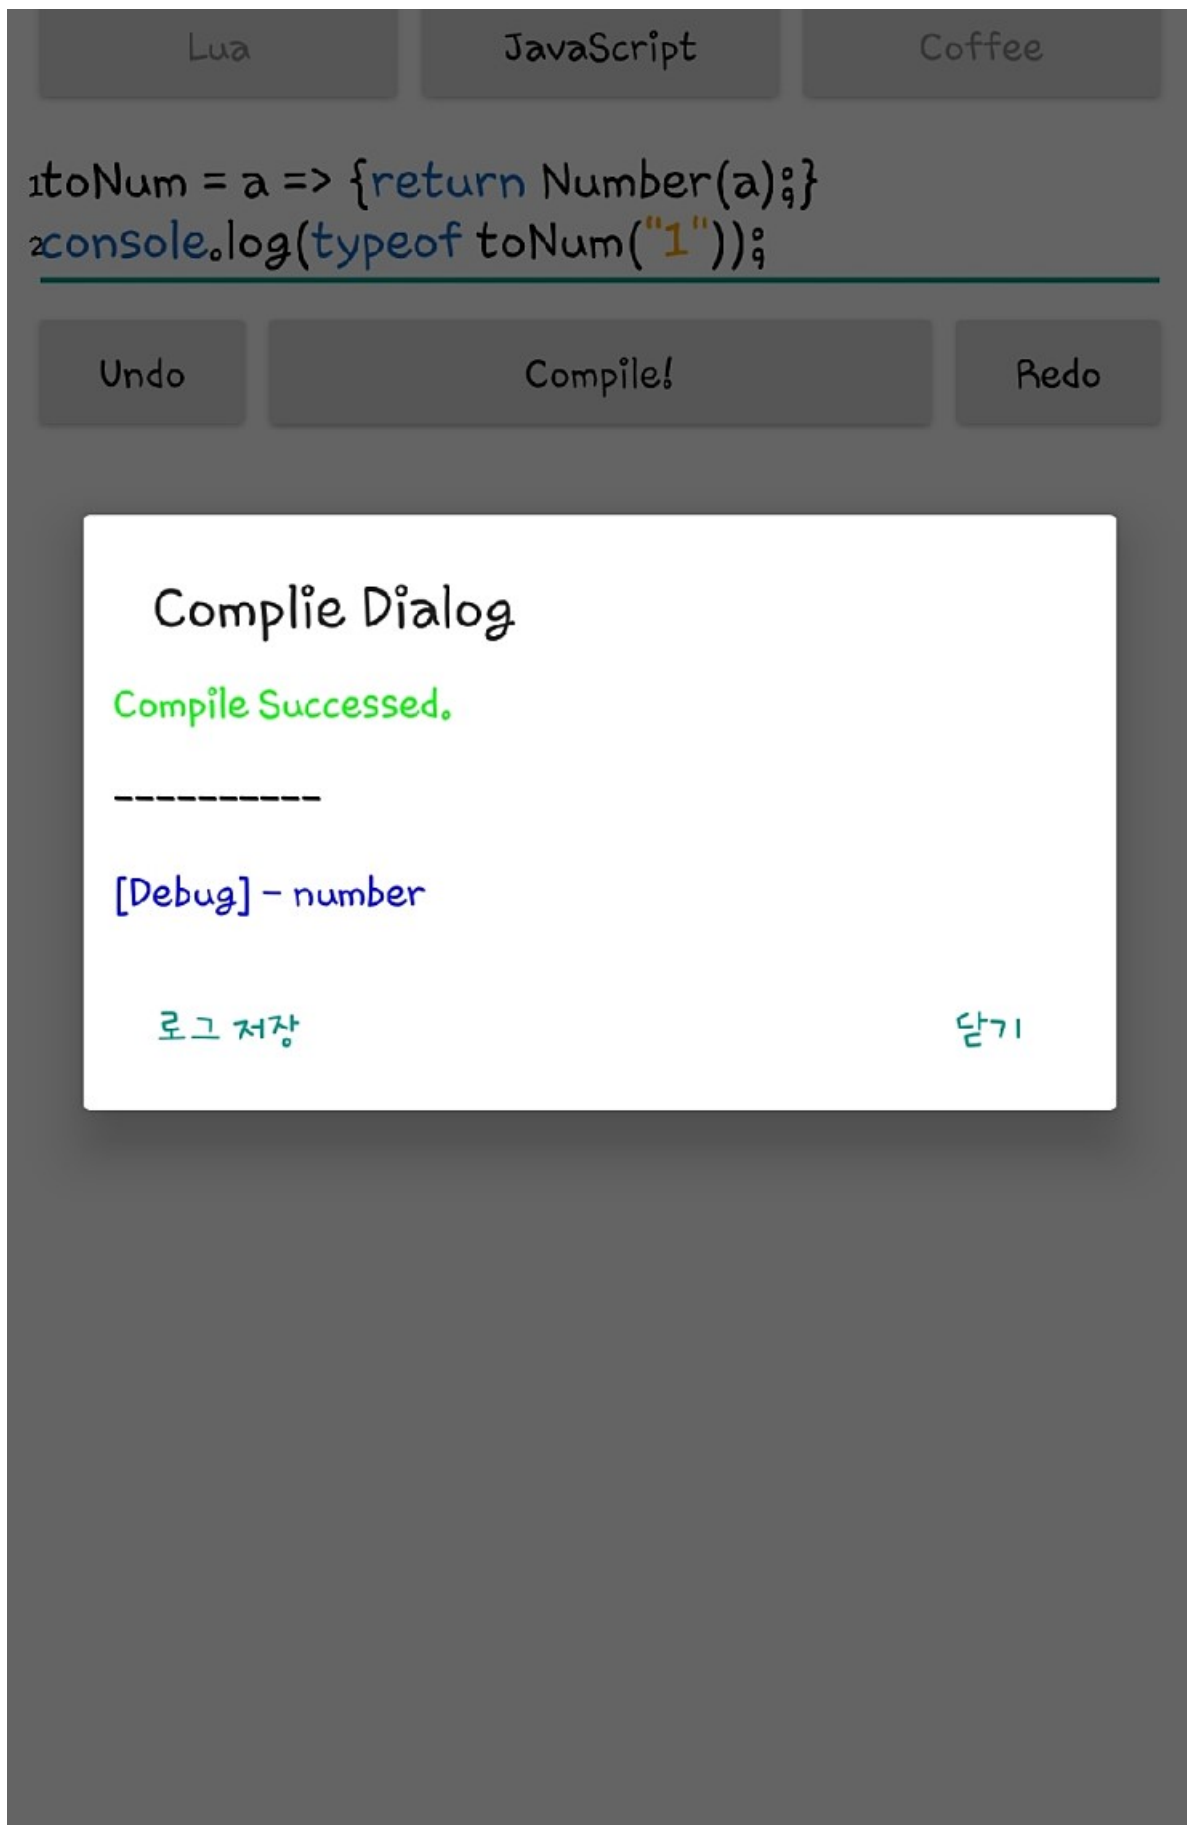 Lua JavaScript Coffee
1toNum = a => {return Number(a);}
2console.log(typeof toNum("1"));
Undo Compile! Redo
Complie Dialog
Compile Successed.
----------
[Debug] - number
로그 저장 닫기